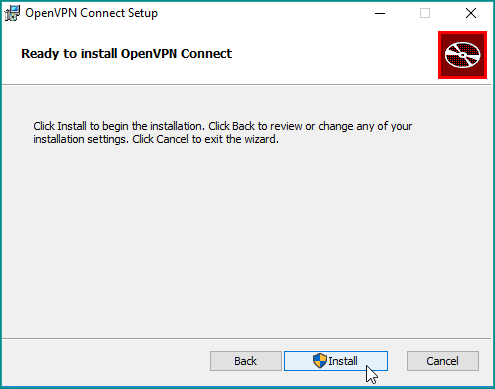 OpenVPN Connect Setup
Ready to install OpenVPN Connect
Click Install to begin the installation. Click Back to review or change any of your
installation settings. Click Cancel to exit the wizard.
Back Install Cancel